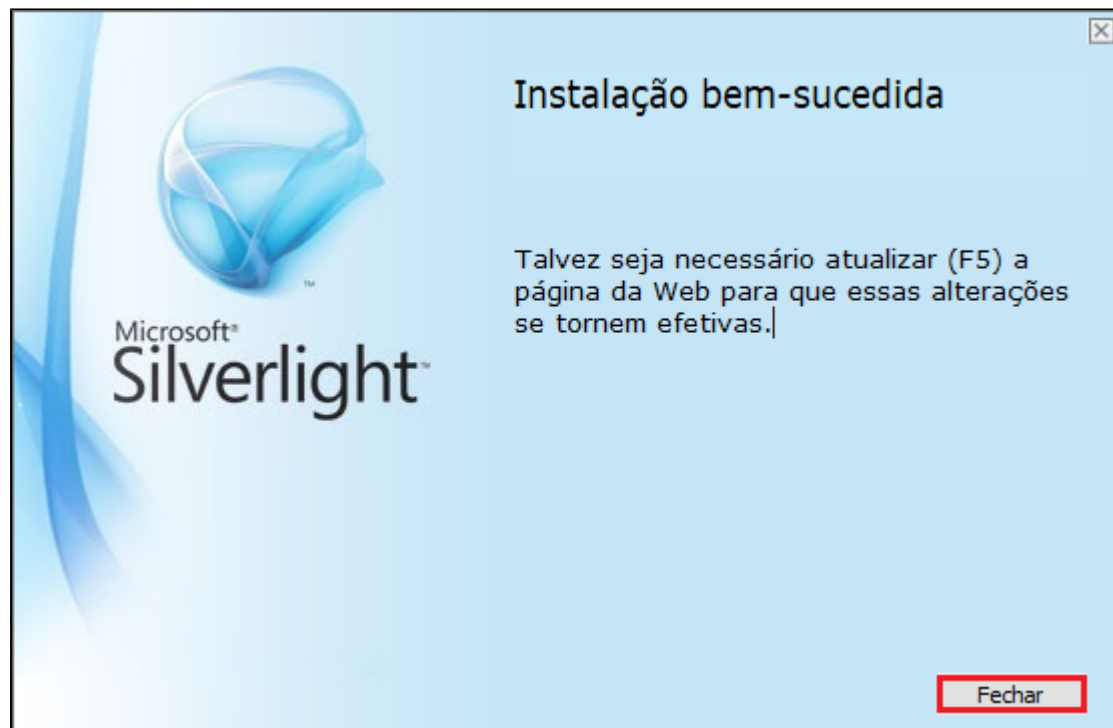 Instalação bem-sucedida
Talvez seja necessário atualizar (F5) a
página da Web para que essas alterações
se tornem efetivas.
TM
Microsoft®
Silverlight™
Fechar